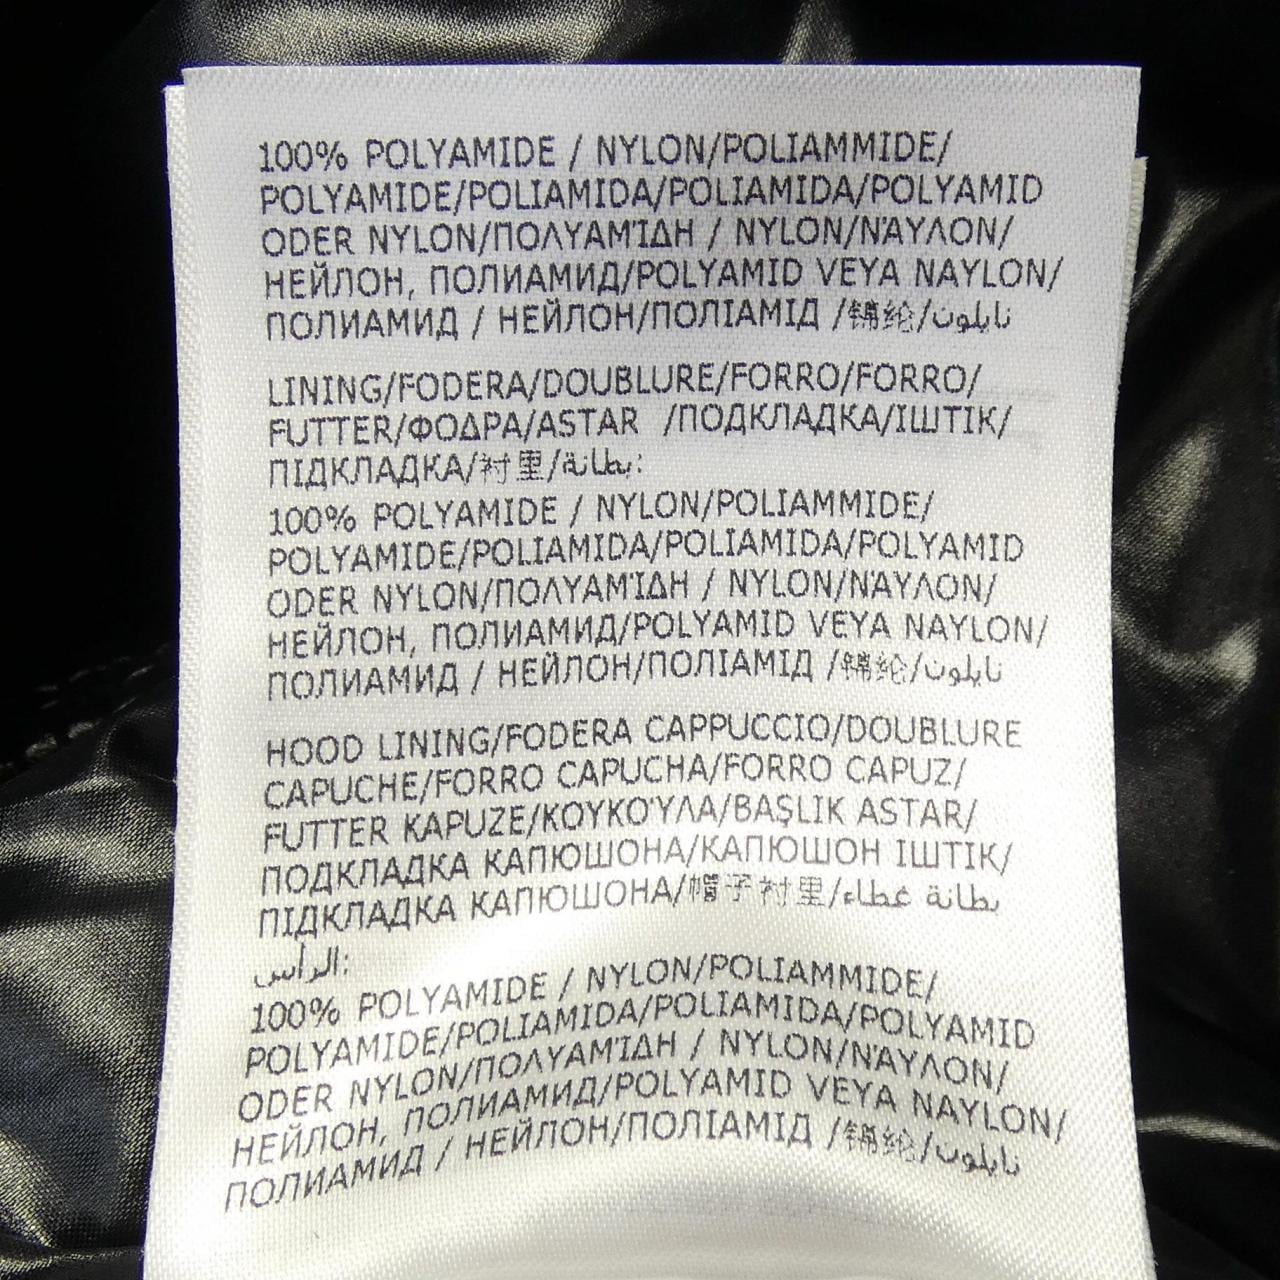 100% POLYAMIDE / NYLON/POLIAMMIDE/
POLYAMIDE/POLIAMIDA/POLIAMIDA/POLYAMID
ODER NYLON/ΠΟΛΥΑΜΊΔΗ / NYLON/ΝΆΥΛΟΝ/
НЕЙЛОН, ПОЛИАМИД/POLYAMID VEYA NAYLON/
ПОЛИАМИД / НЕЙЛОН/ПОЛІАМІД /锦纶/نايلون
LINING/FODERA/DOUBLURE/FORRO/FORRO/
FUTTER/ΦΟΔΡΑ/ASTAR /ПОДКЛАДКА/ІШТІК/
ПІДКЛАДКА/衬里/بطانة:
100% POLYAMIDE / NYLON/POLIAMMIDE/
POLYAMIDE/POLIAMIDA/POLIAMIDA/POLYAMID
ODER NYLON/ΠΟΛΥΑΜΊΔΗ / NYLON/ΝΆΥΛΟΝ/
НЕЙЛОН, ПОЛИАМИД/POLYAMID VEYA NAYLON/
ПОЛИАМИД / НЕЙЛОН/ПОЛІАМІД /锦纶/نايلون
HOOD LINING/FODERA CAPPUCCIO/DOUBLURE
CAPUCHE/FORRO CAPUCHA/FORRO CAPUZ/
FUTTER KAPUZE/ΚΟΥΚΟΎΛΑ/BAŞLIK ASTAR/
ПОДКЛАДКА КАПЮШОНА/КАПЮШОН ІШТІК/
ПІДКЛАДКА КАПЮШОНА/帽子衬里/بطانة غطاء
الرأس:
100% POLYAMIDE / NYLON/POLIAMMIDE/
POLYAMIDE/POLIAMIDA/POLIAMIDA/POLYAMID
ODER NYLON/ΠΟΛΥΑΜΊΔΗ / NYLON/ΝΆΥΛΟΝ/
НЕЙЛОН, ПОЛИАМИД/POLYAMID VEYA NAYLON/
ПОЛИАМИД / НЕЙЛОН/ПОЛІАМІД /锦纶/نايلون